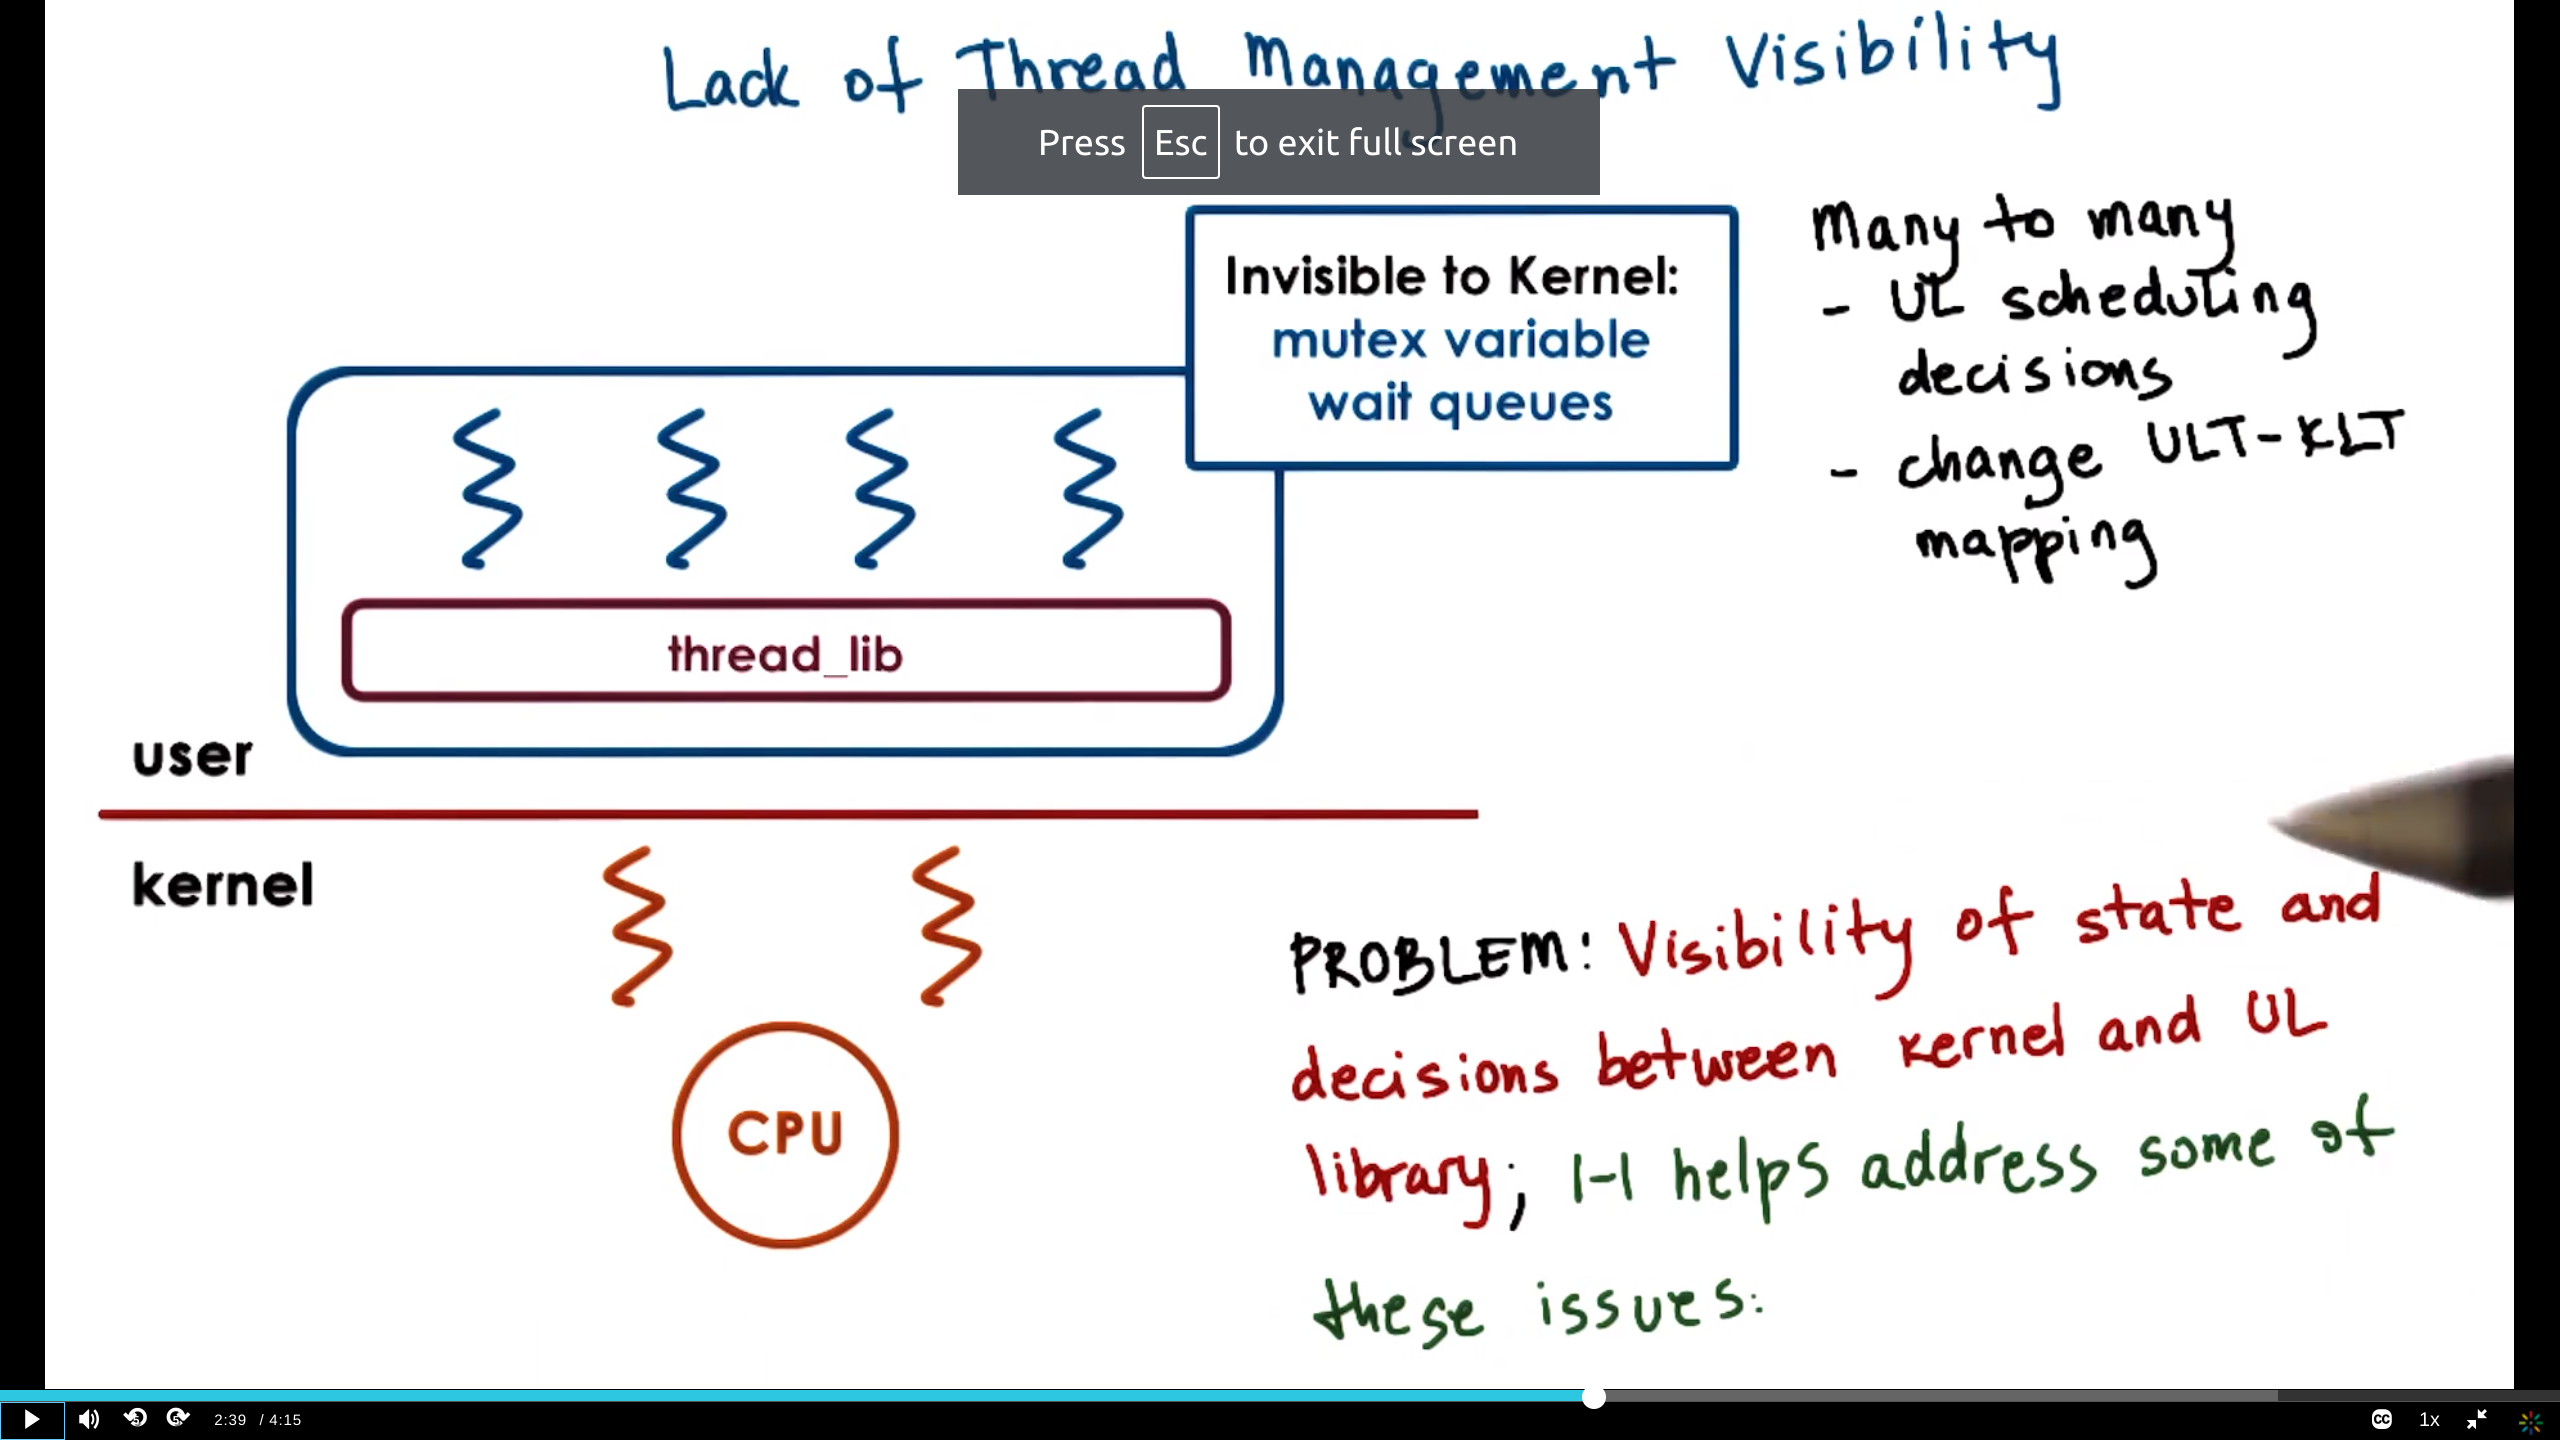 Lack of Thread Management Visibility
Press Esc to exit full screen
Invisible to Kernel:
mutex variable
wait queues
Many to many
- UL scheduling
decisions
- change ULT-KLT
mapping
thread_lib
user
kernel
CPU
PROBLEM: Visibility of state and
decisions between kernel and UL
library; 1-1 helps address some of
these issues.
2:39 / 4:15
CC
1x